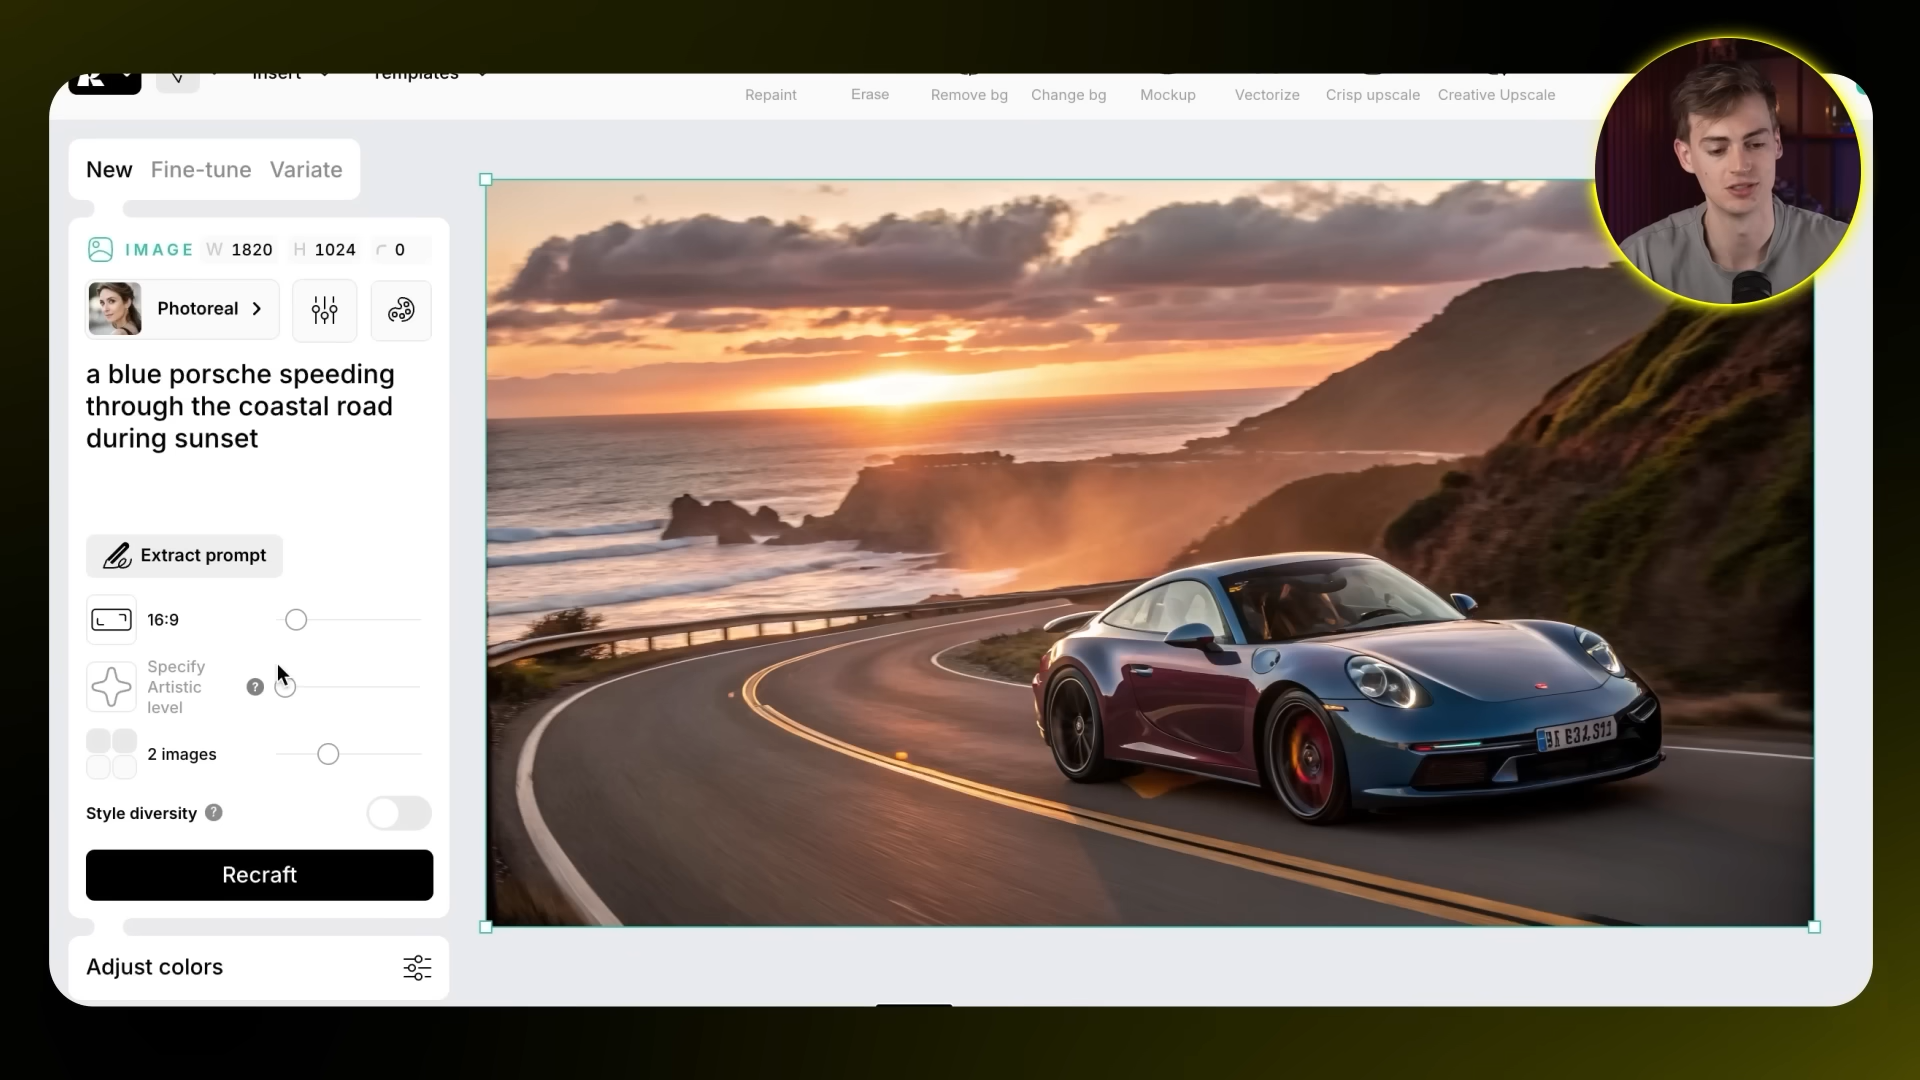 Insert
Templates
Repaint
Erase
Remove bg
Change bg
Mockup
Vectorize
Crisp upscale
Creative Upscale
New
Fine-tune
Variate
IMAGE
W 1820
H 1024
0
Photoreal
a blue porsche speeding
through the coastal road
during sunset
Extract prompt
16:9
Specify
Artistic
level
?
2 images
Style diversity ?
Recraft
Adjust colors